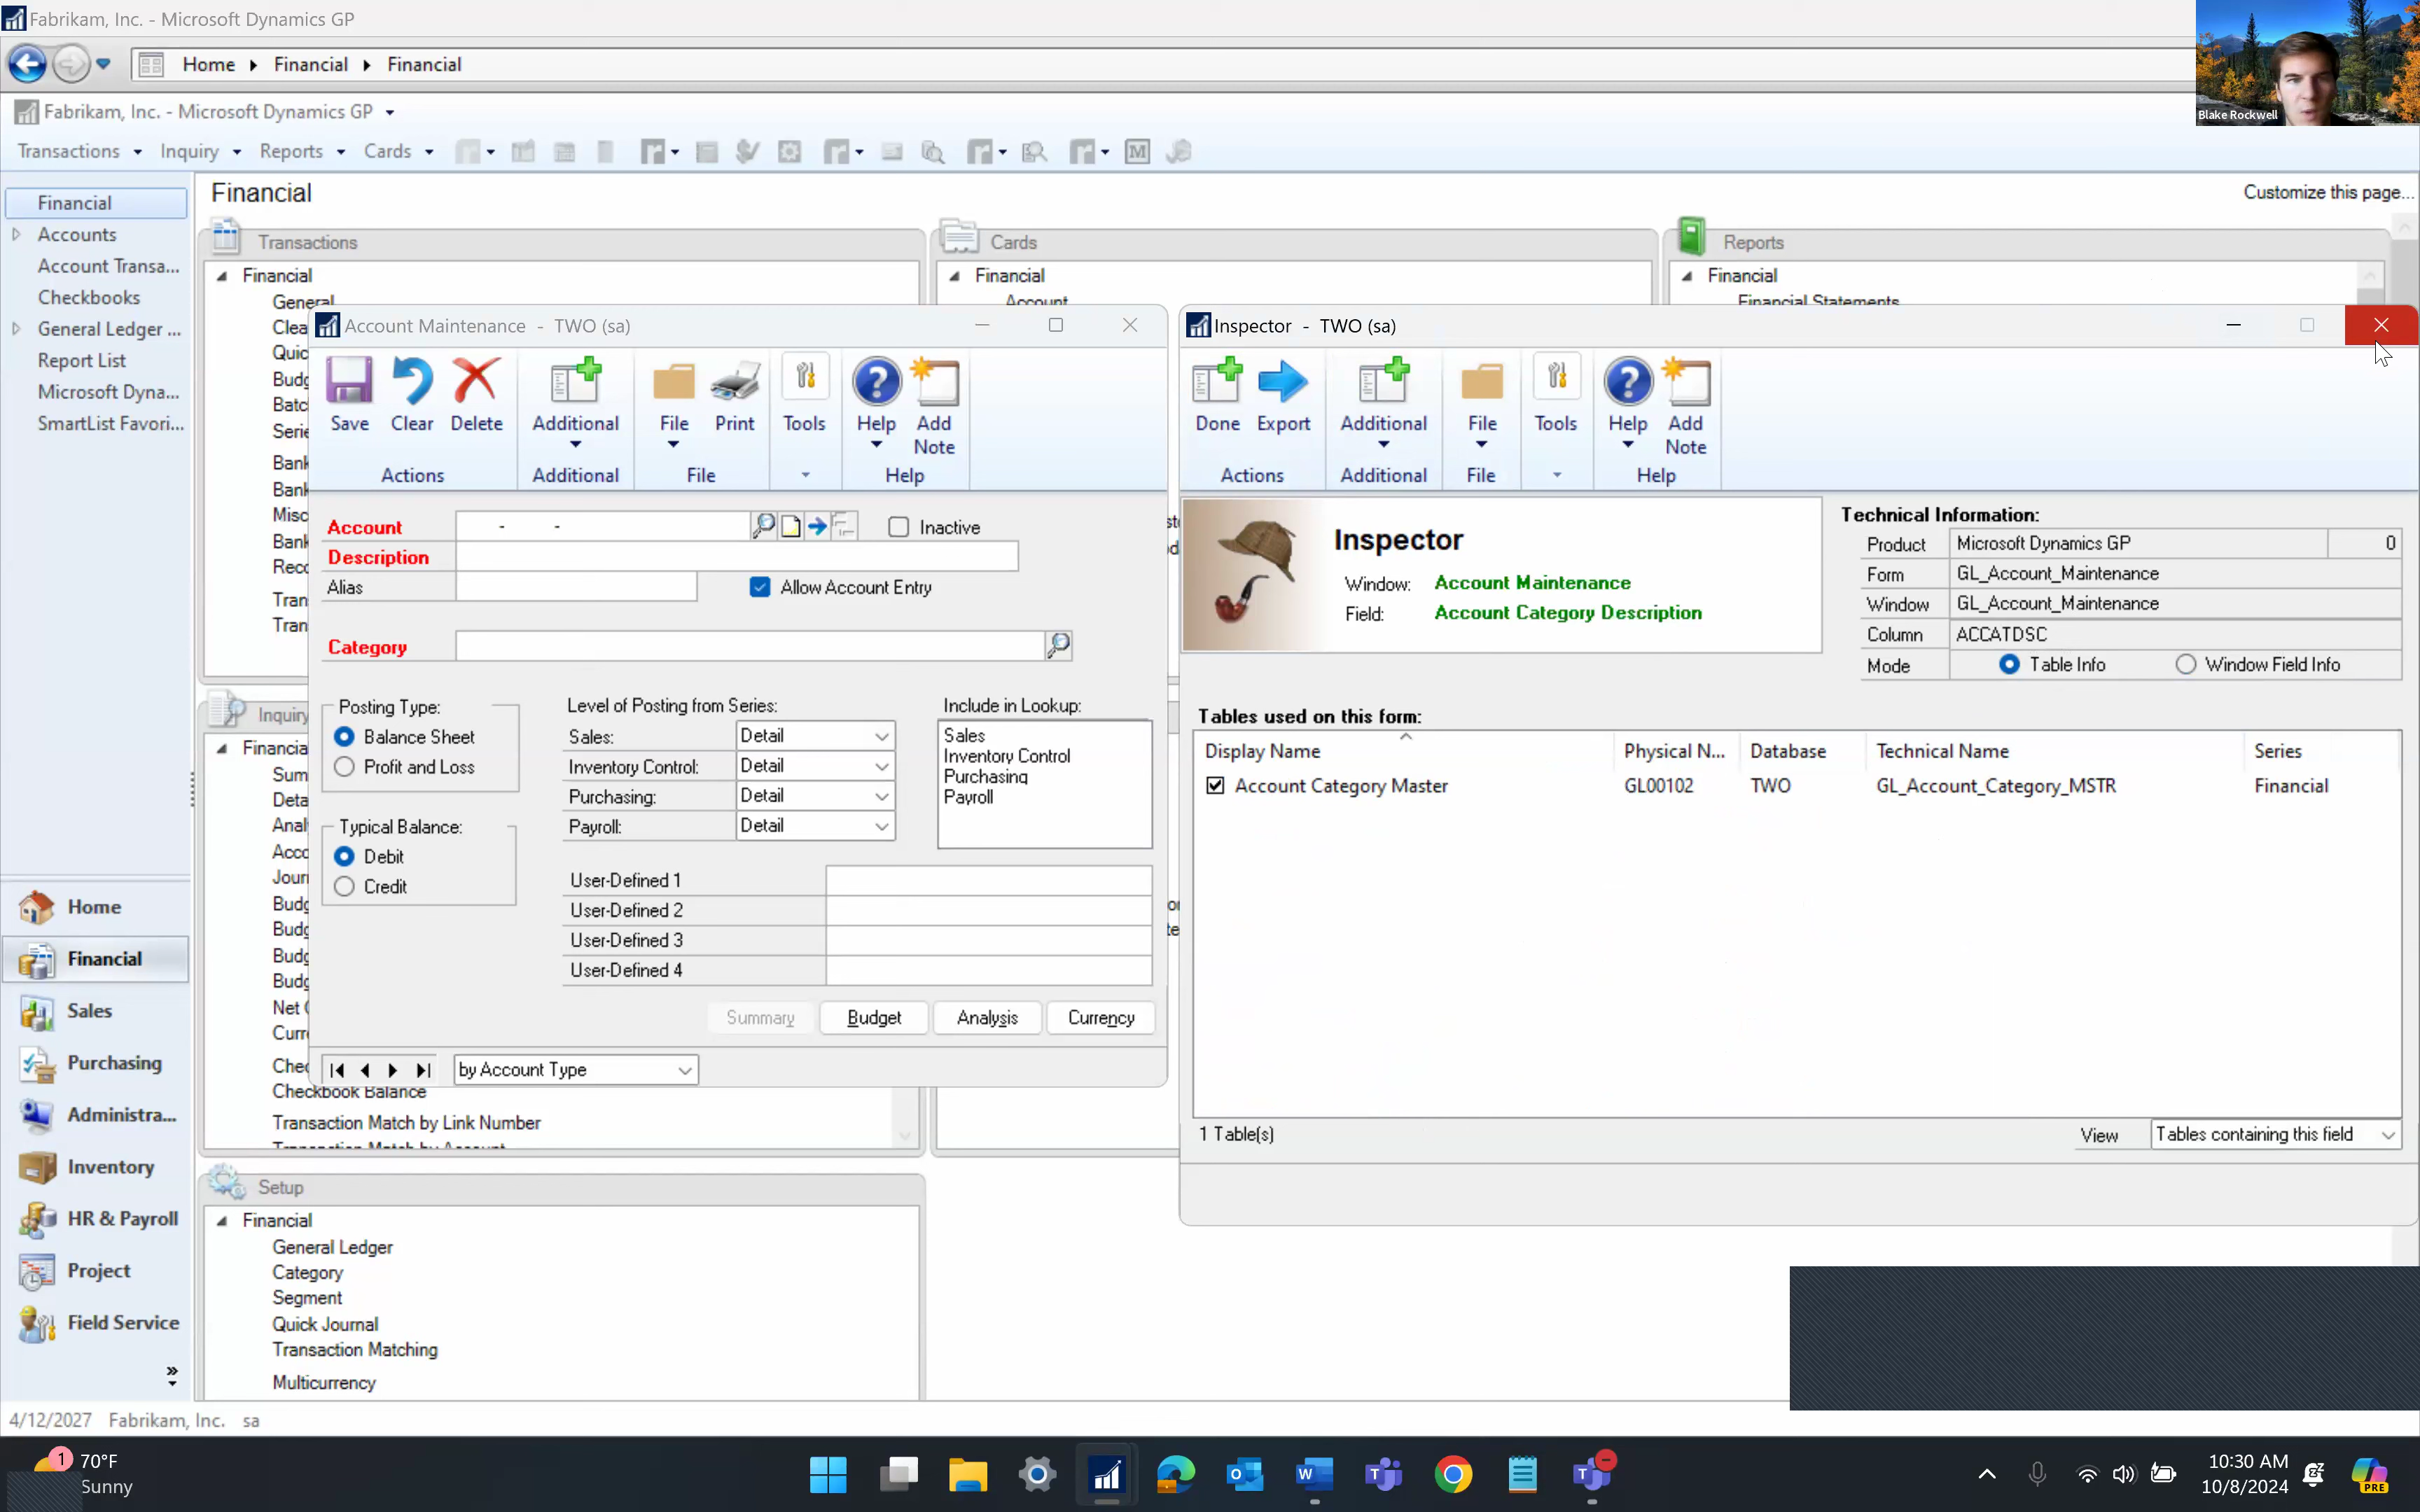 Fabrikam, Inc. - Microsoft Dynamics GP
Home Financial Financial
Blake Rockwell
Fabrikam, Inc. - Microsoft Dynamics GP
Transactions Inquiry Reports Cards
Financial
Accounts
Account Transa...
Checkbooks
General Ledger ...
Report List
Microsoft Dyna...
SmartList Favori...
Home
Financial
Sales
Purchasing
Administra...
Inventory
HR & Payroll
Project
Field Service
Financial
Customize this page...
Transactions
Financial
General
Cards
Financial
Account
Reports
Financial
Financial Statements
Account Maintenance - TWO (sa)
Save Clear Delete Additional File Print Tools Help Add Note
Actions Additional File Help
Account - - Inactive
Description
Alias Allow Account Entry
Category
Posting Type:
Balance Sheet
Profit and Loss
Typical Balance:
Debit
Credit
Level of Posting from Series:
Sales: Detail
Inventory Control: Detail
Purchasing: Detail
Payroll: Detail
Include in Lookup:
Sales
Inventory Control
Purchasing
Payroll
User-Defined 1
User-Defined 2
User-Defined 3
User-Defined 4
Summary Budget Analysis Currency
by Account Type
Inspector - TWO (sa)
Done Export Additional File Tools Help Add Note
Actions Additional File Help
Inspector
Window: Account Maintenance
Field: Account Category Description
Technical Information:
Product Microsoft Dynamics GP 0
Form GL_Account_Maintenance
Window GL_Account_Maintenance
Column ACCATDSC
Mode Table Info Window Field Info
Tables used on this form:
Display Name Physical N... Database Technical Name Series
Account Category Master GL00102 TWO GL_Account_Category_MSTR Financial
1 Table(s)
View Tables containing this field
Inquiry
Checkbook Balance
Transaction Match by Link Number
Transaction Match by Account
Setup
Financial
General Ledger
Category
Segment
Quick Journal
Transaction Matching
Multicurrency
4/12/2027 Fabrikam, Inc. sa
1
70°F
Sunny
10:30 AM
10/8/2024
PRE